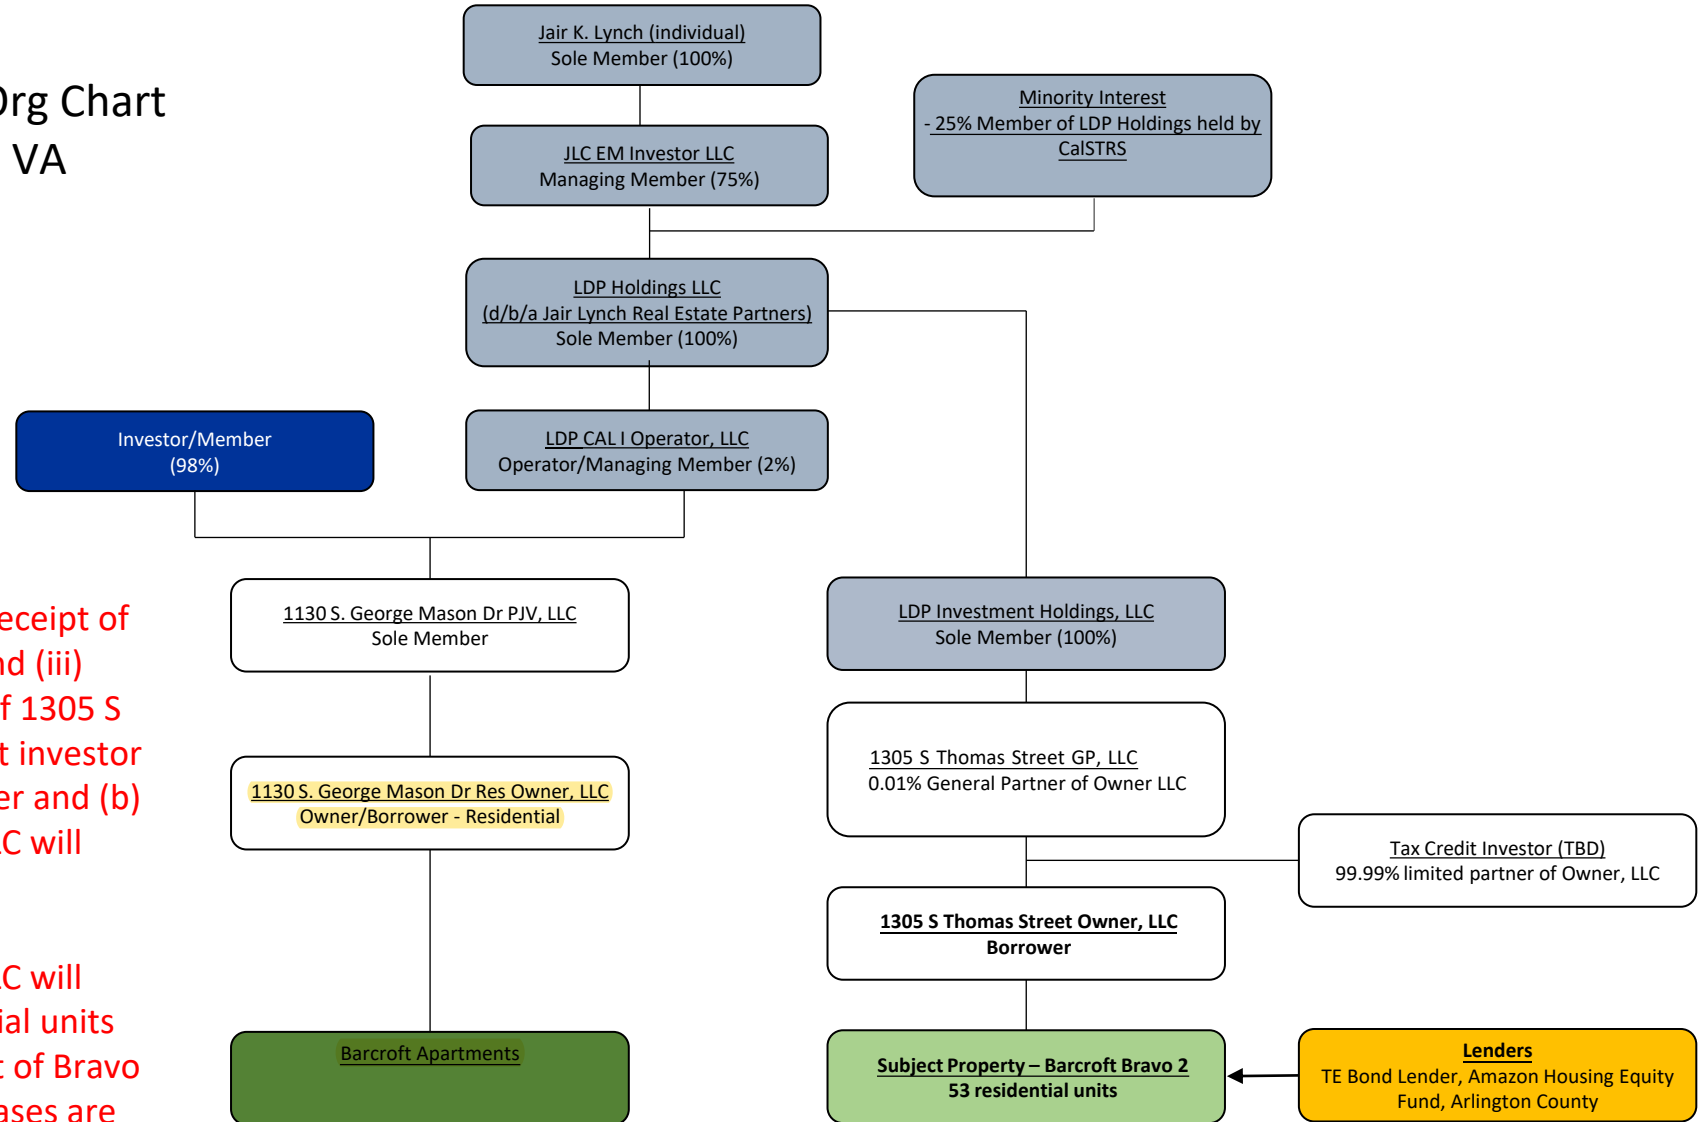 Jair K. Lynch (individual)
Sole Member (100%)
Org Chart
VA
Minority Interest
- 25% Member of LDP Holdings held by
CalSTRS
JLC EM Investor LLC
Managing Member (75%)
LDP Holdings LLC
(d/b/a Jair Lynch Real Estate Partners)
Sole Member (100%)
Investor/Member
(98%)
LDP CAL I Operator, LLC
Operator/Managing Member (2%)
eceipt of
nd (iii)
f 1305 S
t investor
er and (b)
LC will
LC will
ial units
t of Bravo
ases are
1130 S. George Mason Dr PJV, LLC
Sole Member
LDP Investment Holdings, LLC
Sole Member (100%)
1305 S Thomas Street GP, LLC
0.01% General Partner of Owner LLC
1130 S. George Mason Dr Res Owner, LLC
Owner/Borrower - Residential
Tax Credit Investor (TBD)
99.99% limited partner of Owner, LLC
1305 S Thomas Street Owner, LLC
Borrower
Barcroft Apartments
Subject Property – Barcroft Bravo 2
53 residential units
Lenders
TE Bond Lender, Amazon Housing Equity
Fund, Arlington County